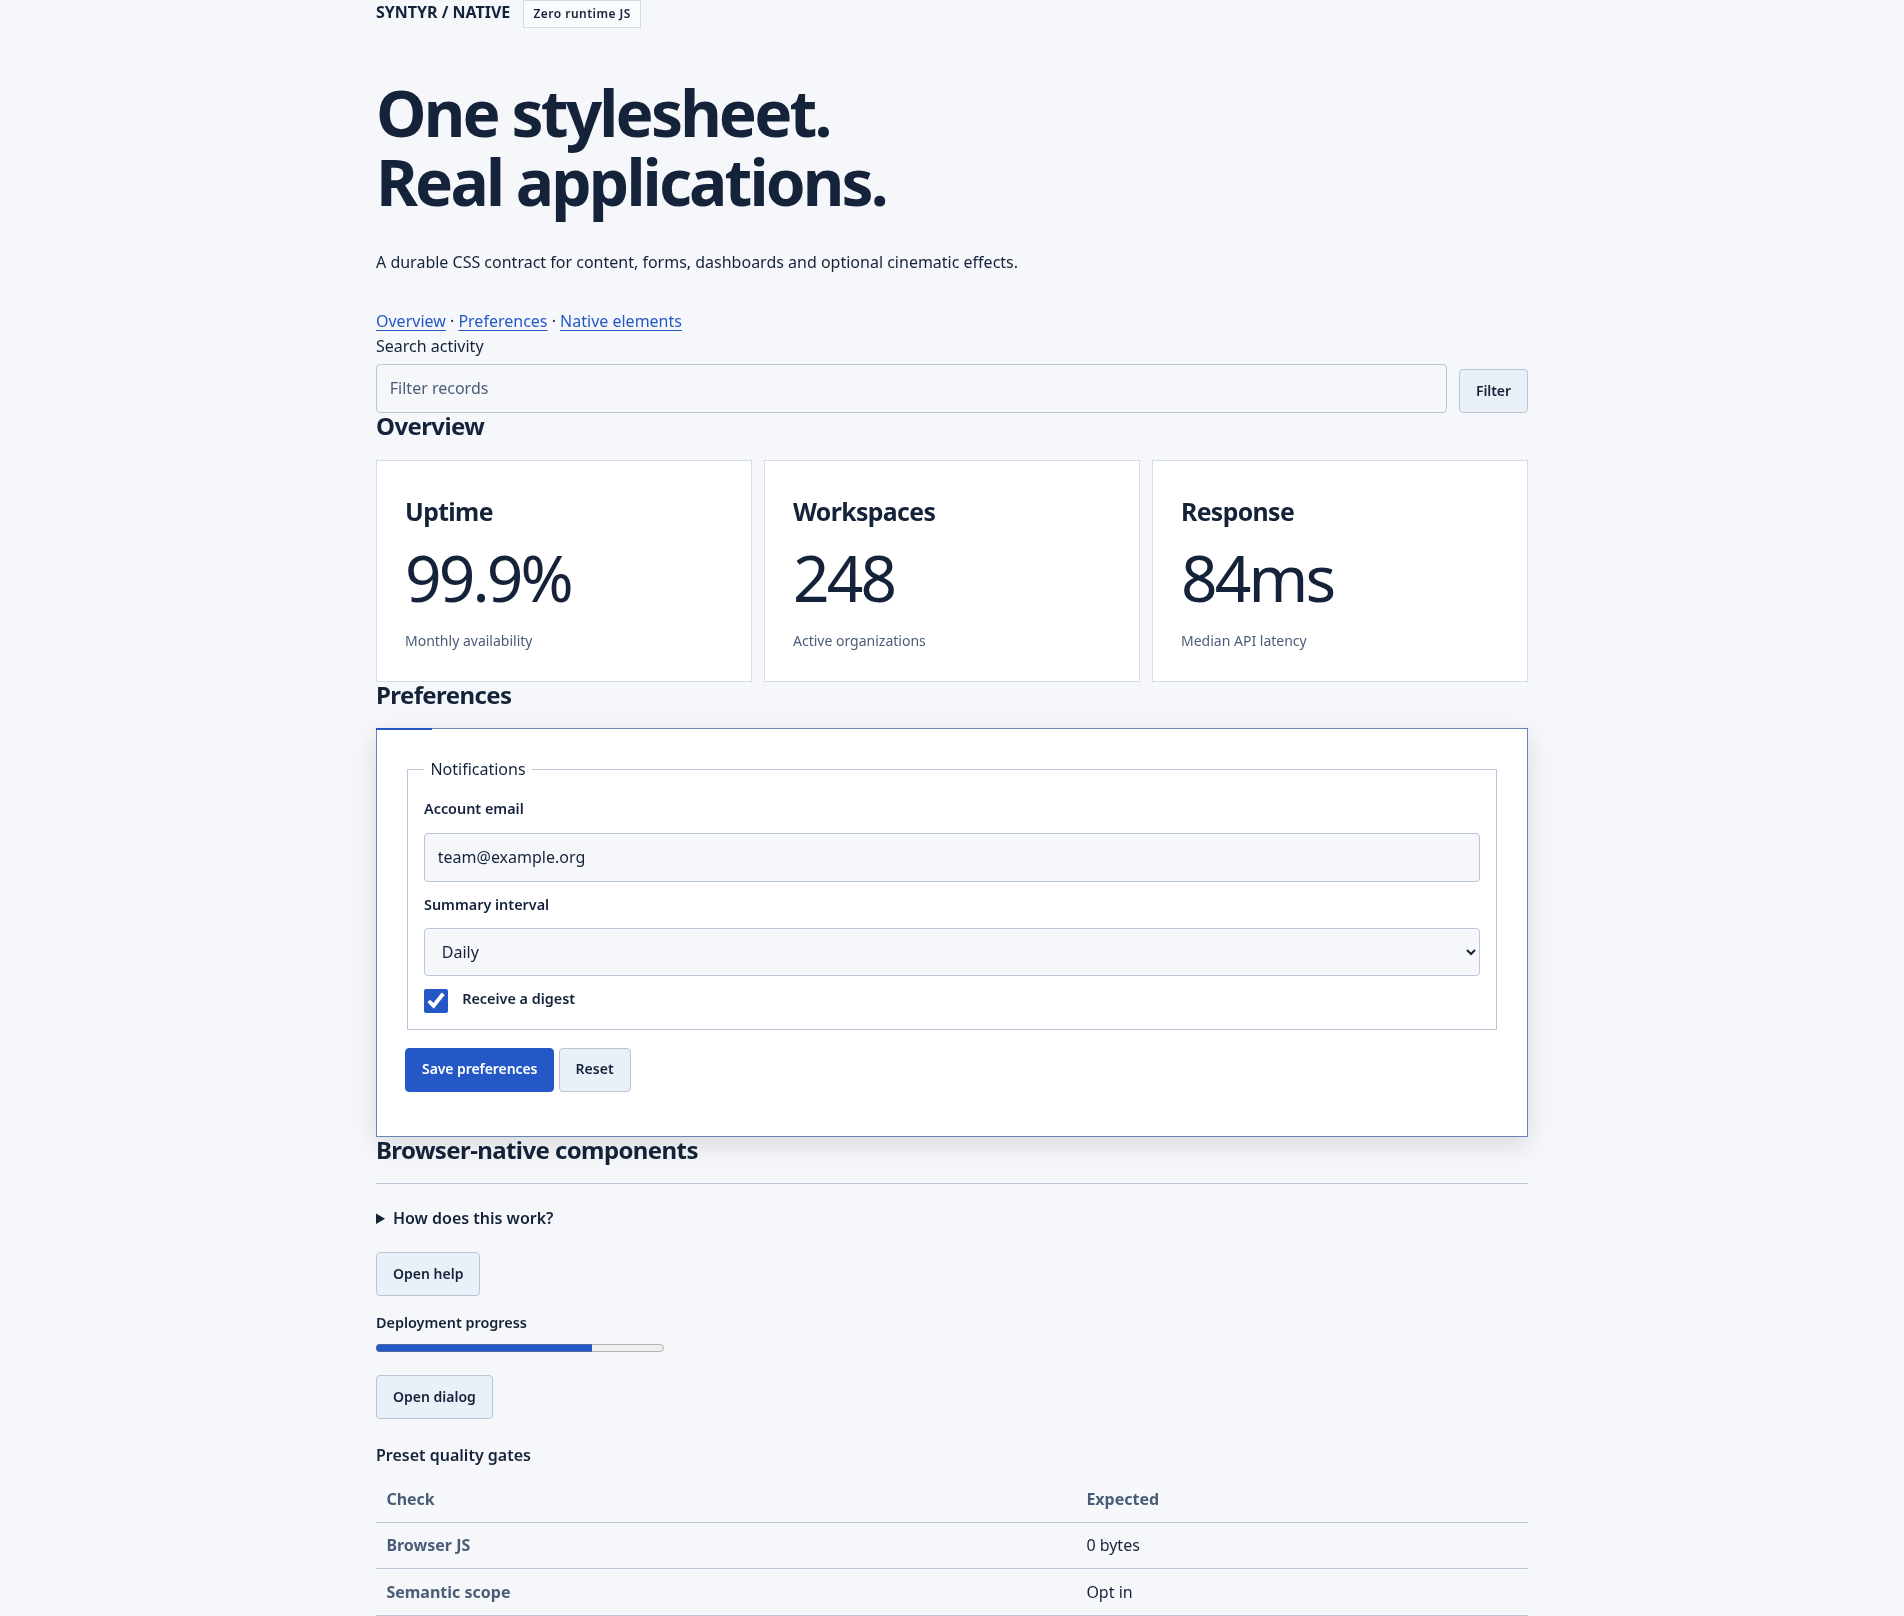 SYNTYR / NATIVE Zero runtime JS
One stylesheet.
Real applications.
A durable CSS contract for content, forms, dashboards and optional cinematic effects.
Overview · Preferences · Native elements
Search activity
Filter records Filter
Overview
Uptime
99.9%
Monthly availability
Workspaces
248
Active organizations
Response
84ms
Median API latency
Preferences
Notifications
Account email
team@example.org
Summary interval
Daily
Receive a digest
Save preferences Reset
Browser-native components
How does this work?
Open help
Deployment progress
Open dialog
Preset quality gates
Check Expected
Browser JS 0 bytes
Semantic scope Opt in